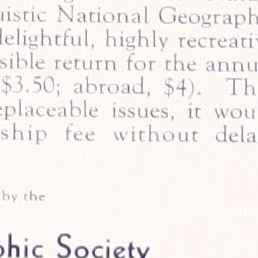 uistic National Geograph
delightful, highly recreativ
sible return for the annu
$3.50; abroad, $4). Th
eplaceable issues, it wou
ship fee without dela
by the
phic Society